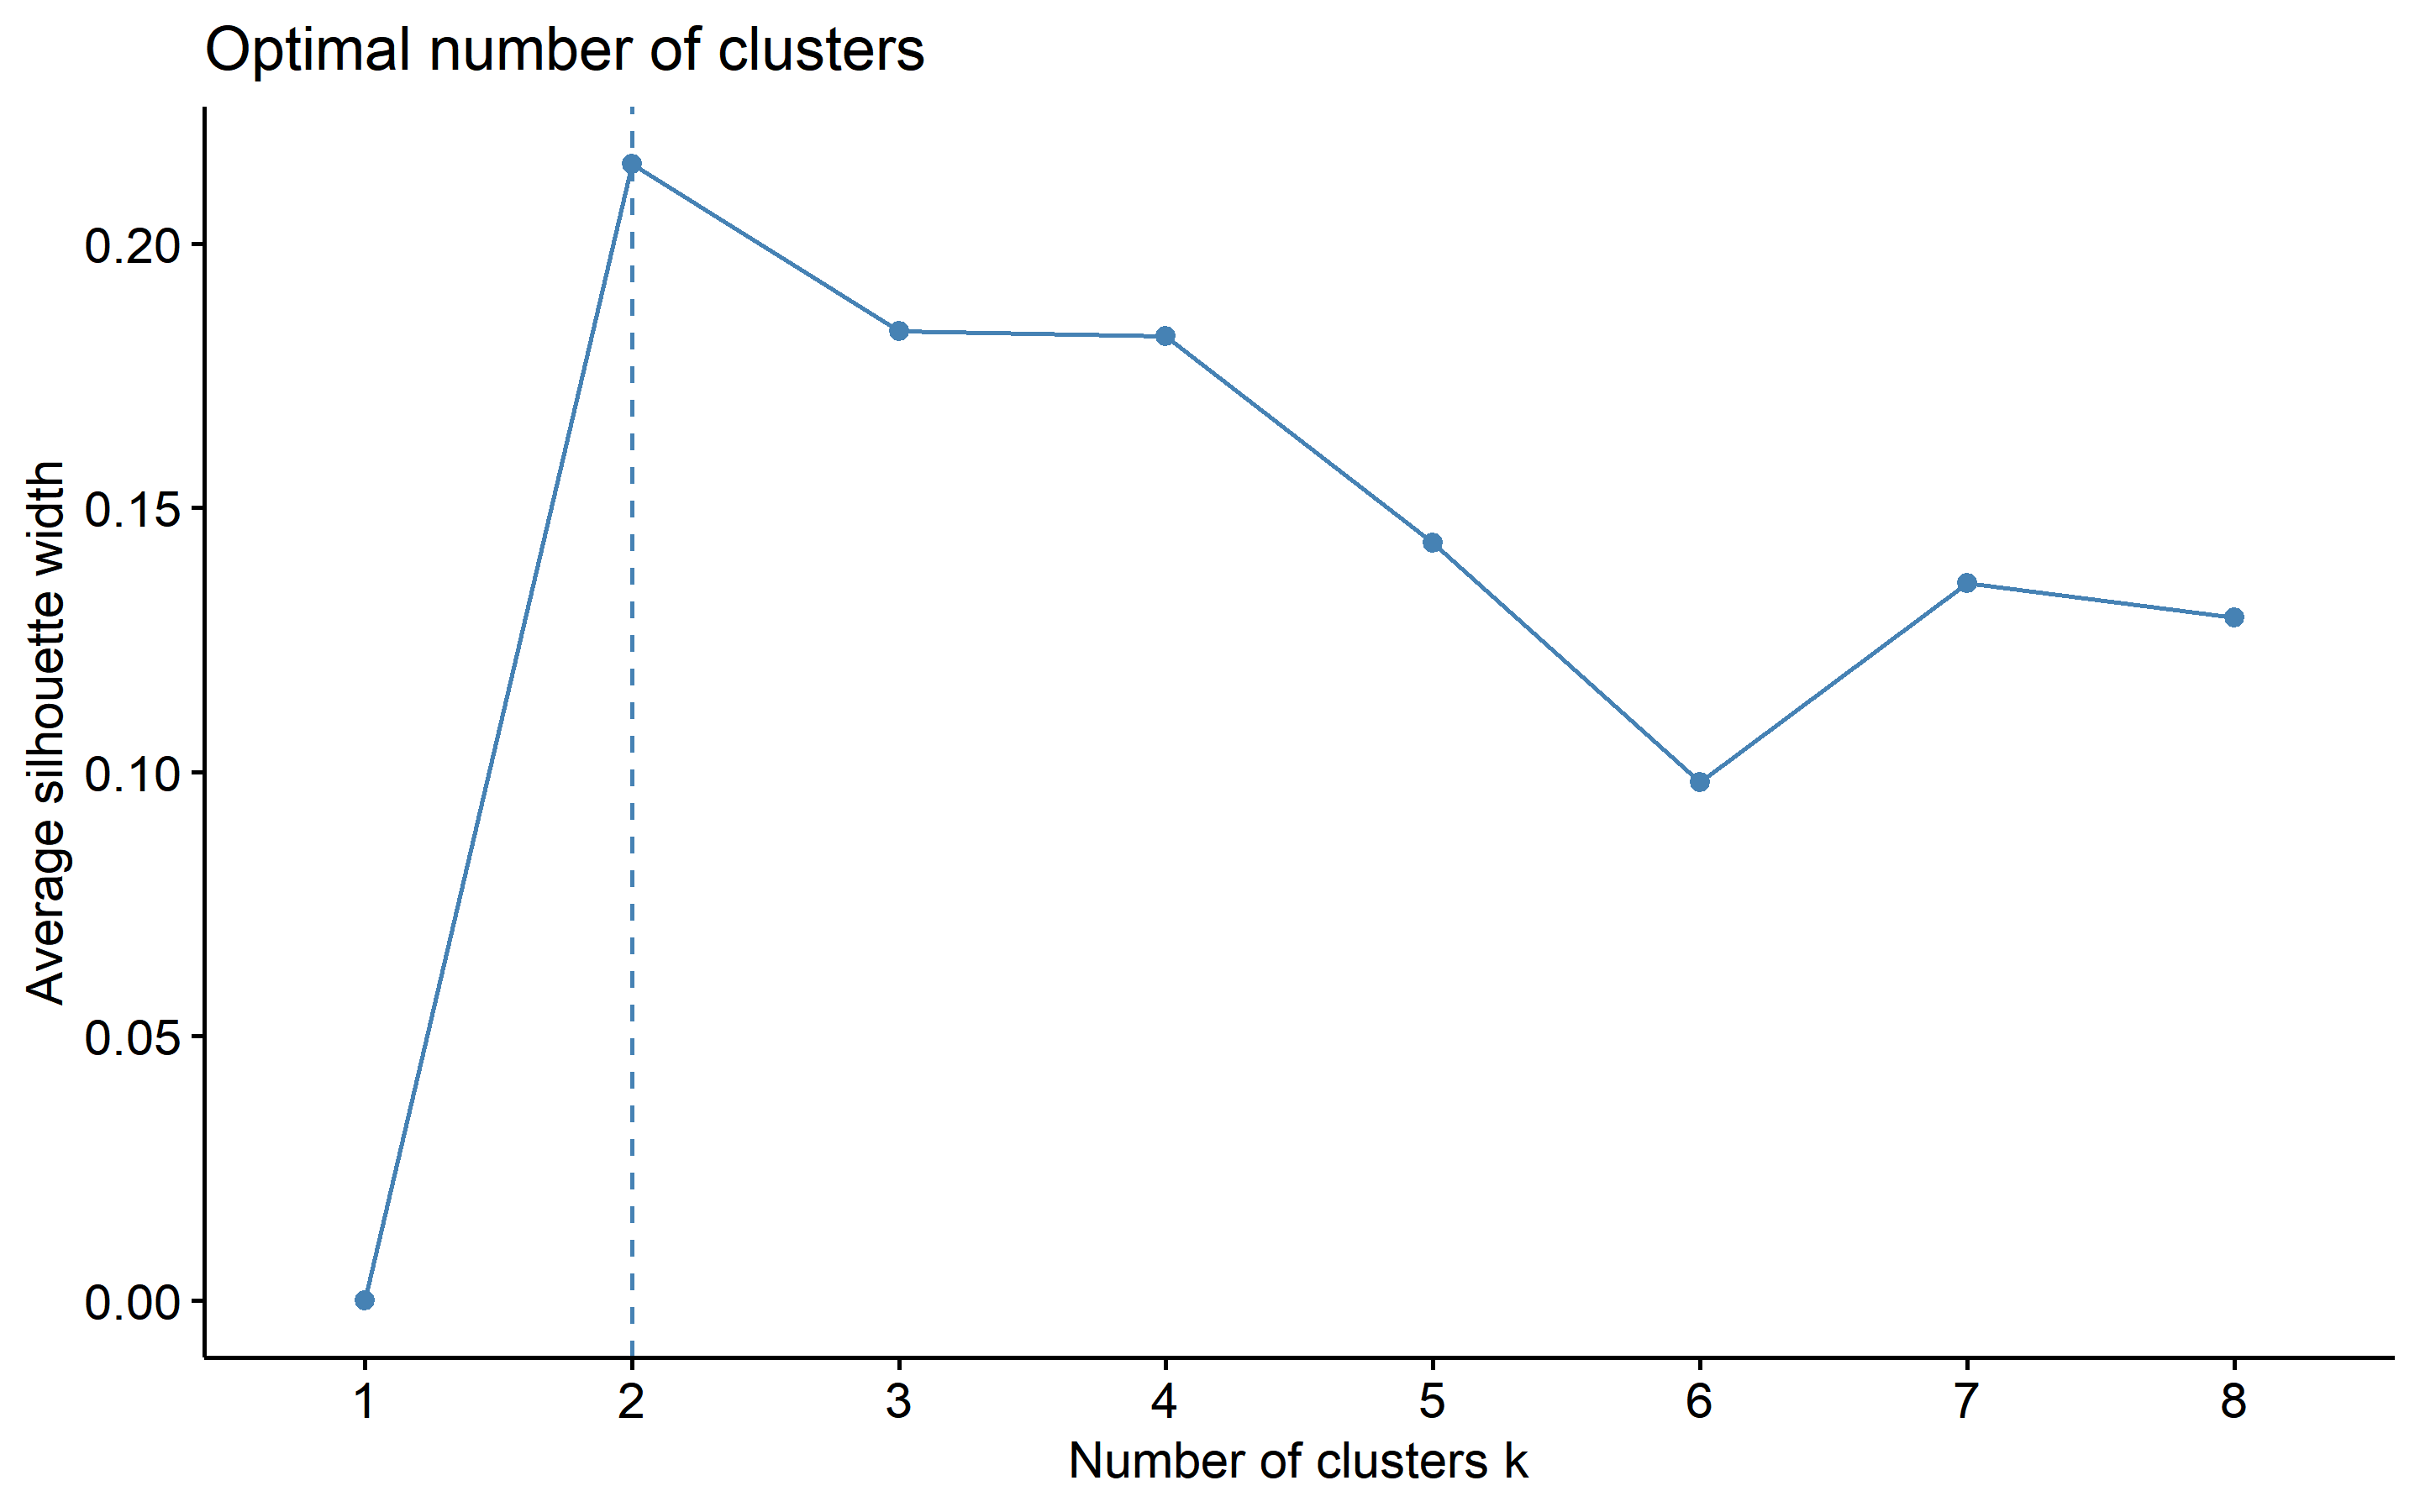 Optimal number of clusters
Average silhouette width
0.20
0.15
0.10
0.05
0.00
1 2 3 4 5 6 7 8
Number of clusters k